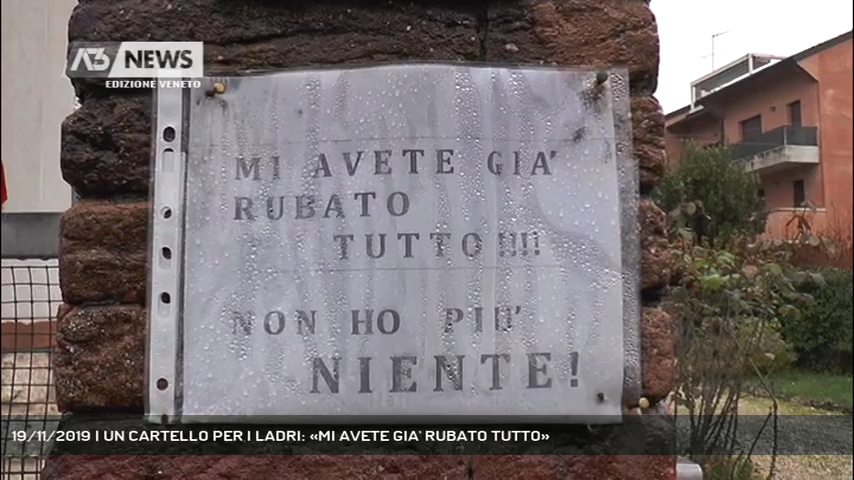 A3 NEWS
EDIZIONE VENETO
MI AVETE GIA'
RUBATO
TUTTO!!!!
NON HO PIU'
NIENTE!
19/11/2019 | UN CARTELLO PER I LADRI: «MI AVETE GIA' RUBATO TUTTO»